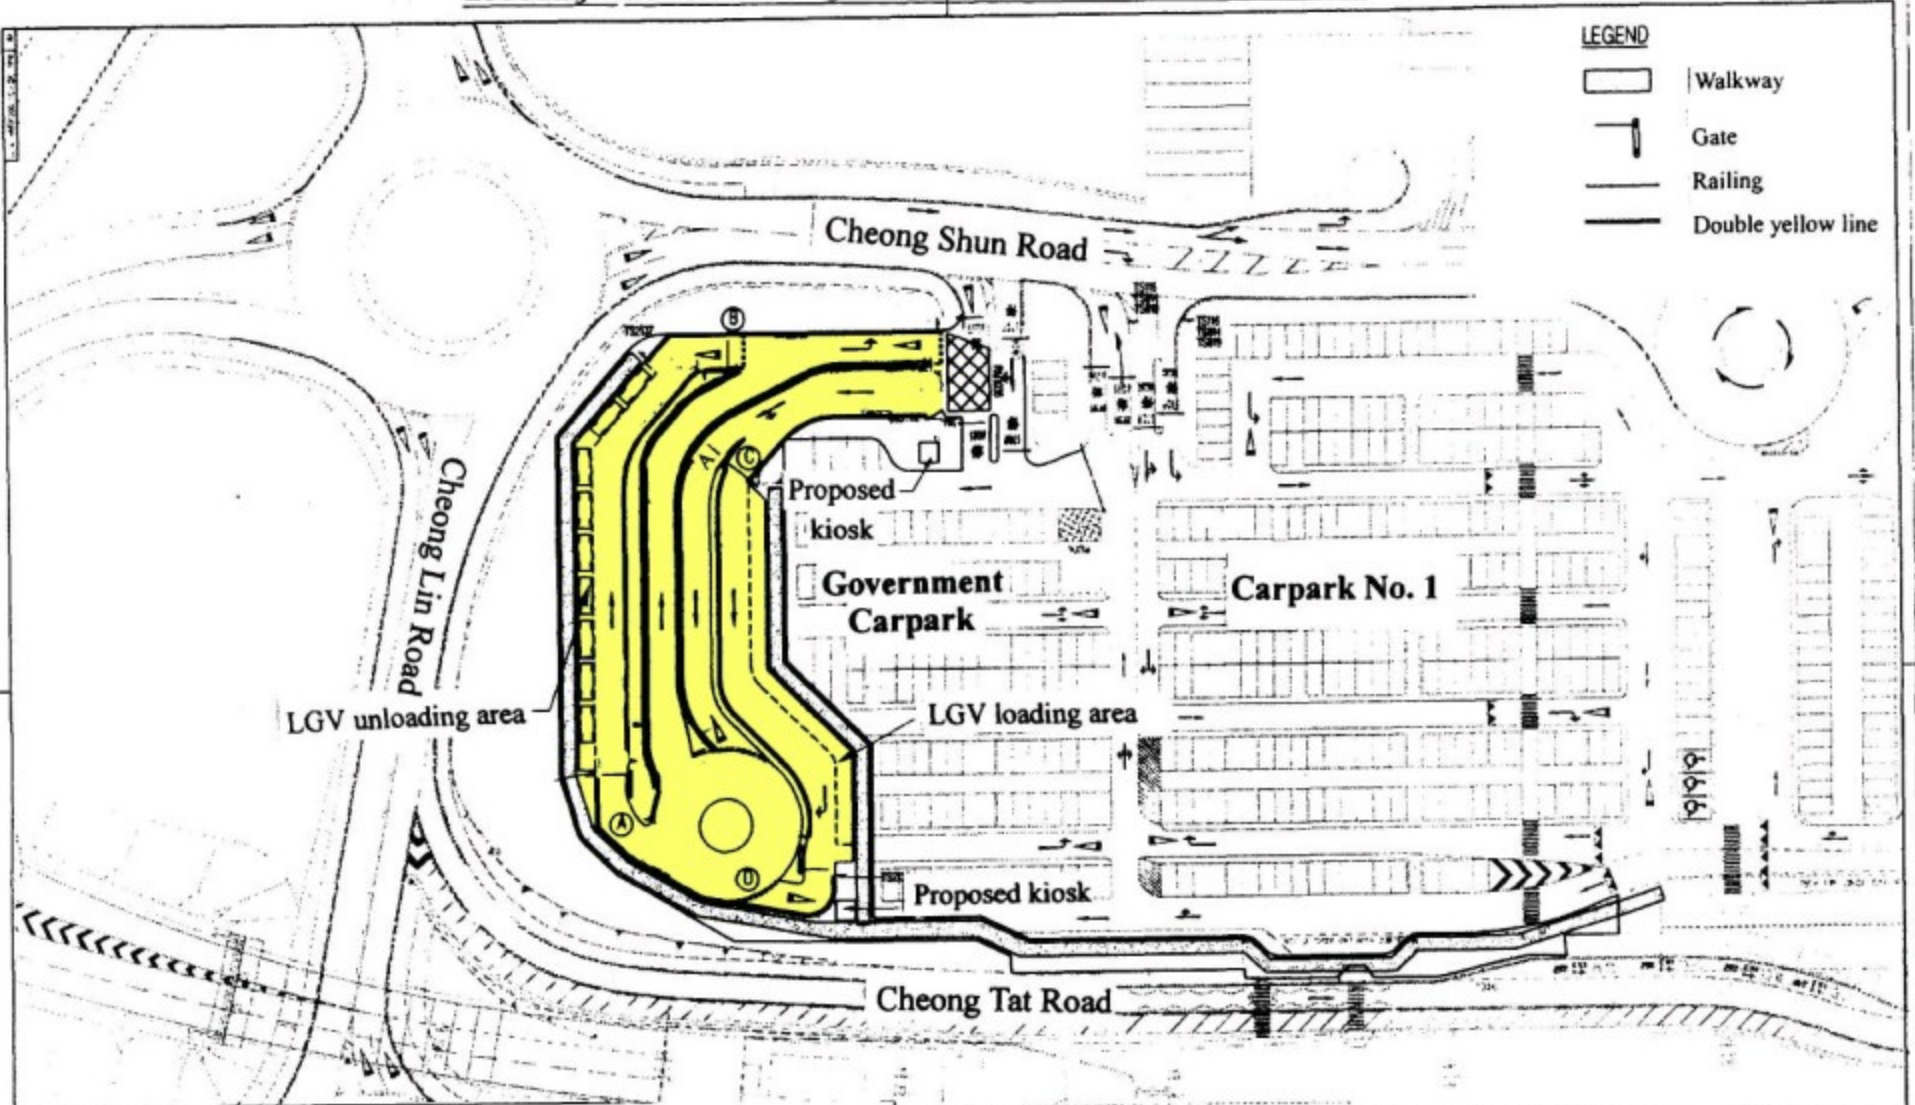 LEGEND
Walkway
Gate
Railing
Double yellow line
Cheong Shun Road
B
C
A1
Proposed
kiosk
Government
Carpark
Carpark No. 1
Cheong Lin Road
LGV unloading area
LGV loading area
A
D
Proposed kiosk
Cheong Tat Road